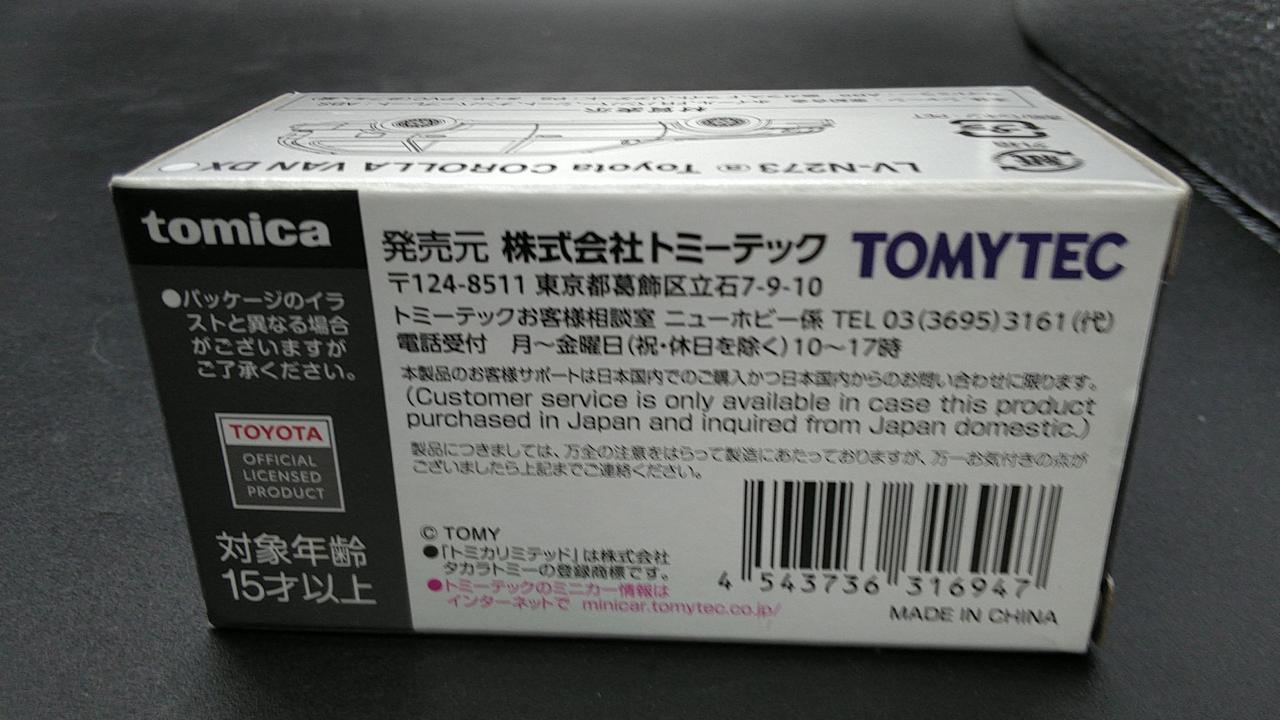 LV-N273ⓐ Toyota COROLLA VAN DX
材質表示
PET
外箱
紙
tomica
●パッケージのイラ
ストと異なる場合
がございますが
ご了承ください。
TOYOTA
OFFICIAL
LICENSED
PRODUCT
対象年齢
15才以上
発売元 株式会社トミーテック TOMYTEC
〒124-8511 東京都葛飾区立石7-9-10
トミーテックお客様相談室 ニューホビー係 TEL 03(3695)3161(代)
電話受付 月〜金曜日(祝・休日を除く)10〜17時
本製品のお客様サポートは日本国内でのご購入かつ日本国内からのお問い合わせに限ります。
(Customer service is only available in case this product
purchased in Japan and inquired from Japan domestic.)
製品につきましては、万全の注意をはらって製造にあたっておりますが、万一お気付きの点が
ございましたら上記までご連絡ください。
© TOMY
●「トミカリミテッド」は株式会社
タカラトミーの登録商標です。
●トミーテックのミニカー情報は
インターネットで minicar.tomytec.co.jp/
4 543736 316947
MADE IN CHINA